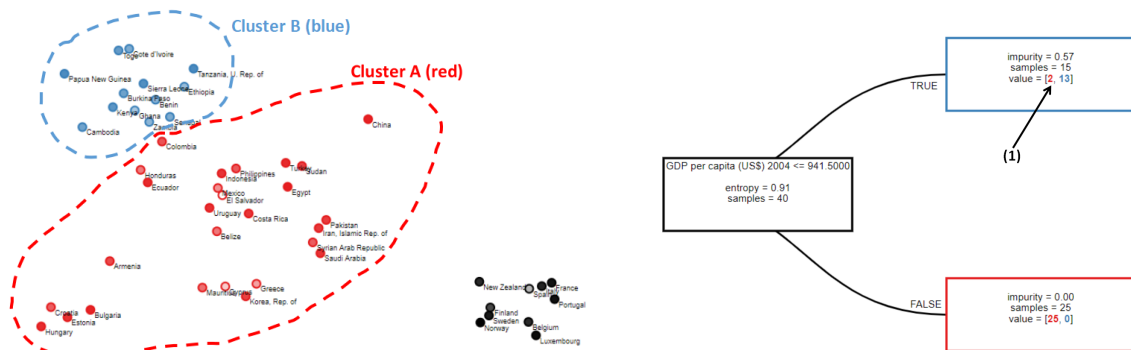 Cluster B (blue)
Togo
Cote d'Ivoire
Papua New Guinea
Tanzania, U. Rep. of
Sierra Leone
Ethiopia
Burkina Faso
Benin
Kenya
Ghana
Senegal
Zambia
Cambodia
Cluster A (red)
China
Colombia
Honduras
Ecuador
Indonesia
Philippines
Turkey
Sudan
Mexico
El Salvador
Egypt
Uruguay
Costa Rica
Pakistan
Iran, Islamic Rep. of
Belize
Syrian Arab Republic
Saudi Arabia
Armenia
Mauritius
Cyprus
Greece
Korea, Rep. of
Croatia
Estonia
Bulgaria
Hungary
New Zealand
Spain
Italy
France
Portugal
Finland
Sweden
Norway
Belgium
Luxembourg
GDP per capita (US$) 2004 <= 941.5000
entropy = 0.91
samples = 40
TRUE
impurity = 0.57
samples = 15
value = [2, 13]
(1)
FALSE
impurity = 0.00
samples = 25
value = [25, 0]